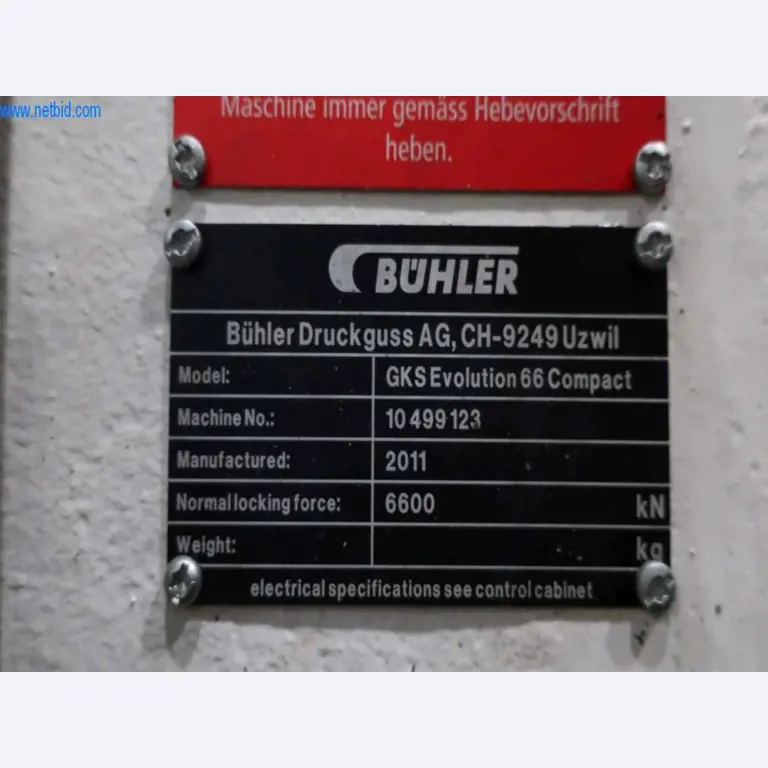 www.netbid.com
Maschine immer gemäss Hebevorschrift
heben.
BÜHLER
Bühler Druckguss AG, CH-9249 Uzwil
Model: GKS Evolution 66 Compact
Machine No.: 10 499 123
Manufactured: 2011
Normal locking force: 6600 kN
Weight: kg
electrical specifications see control cabinet